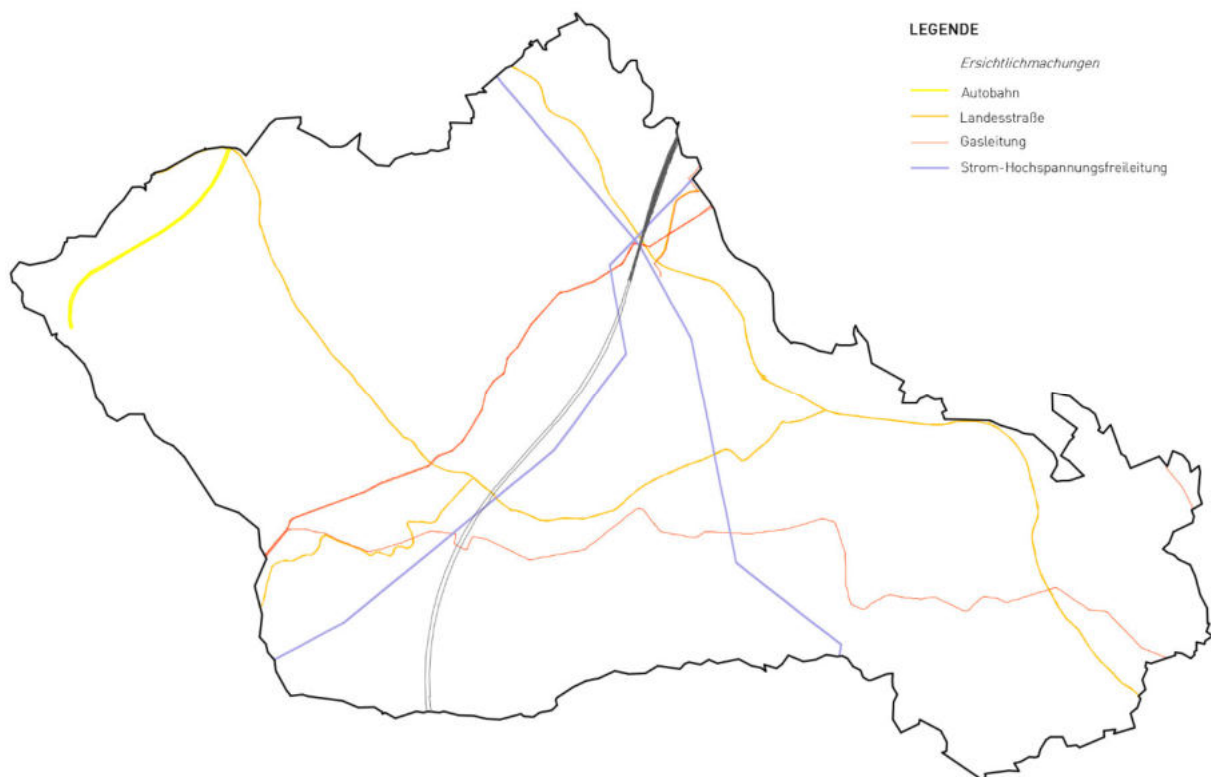 LEGENDE
Ersichtlichmachungen
Autobahn
Landesstraße
Gasleitung
Strom-Hochspannungsfreileitung